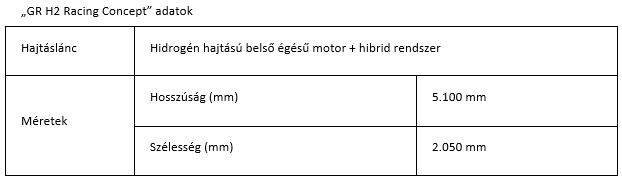 „GR H2 Racing Concept” adatok
Hajtáslánc Hidrogén hajtású belső égésű motor + hibrid rendszer
Méretek
Hosszúság (mm) 5.100 mm
Szélesség (mm) 2.050 mm